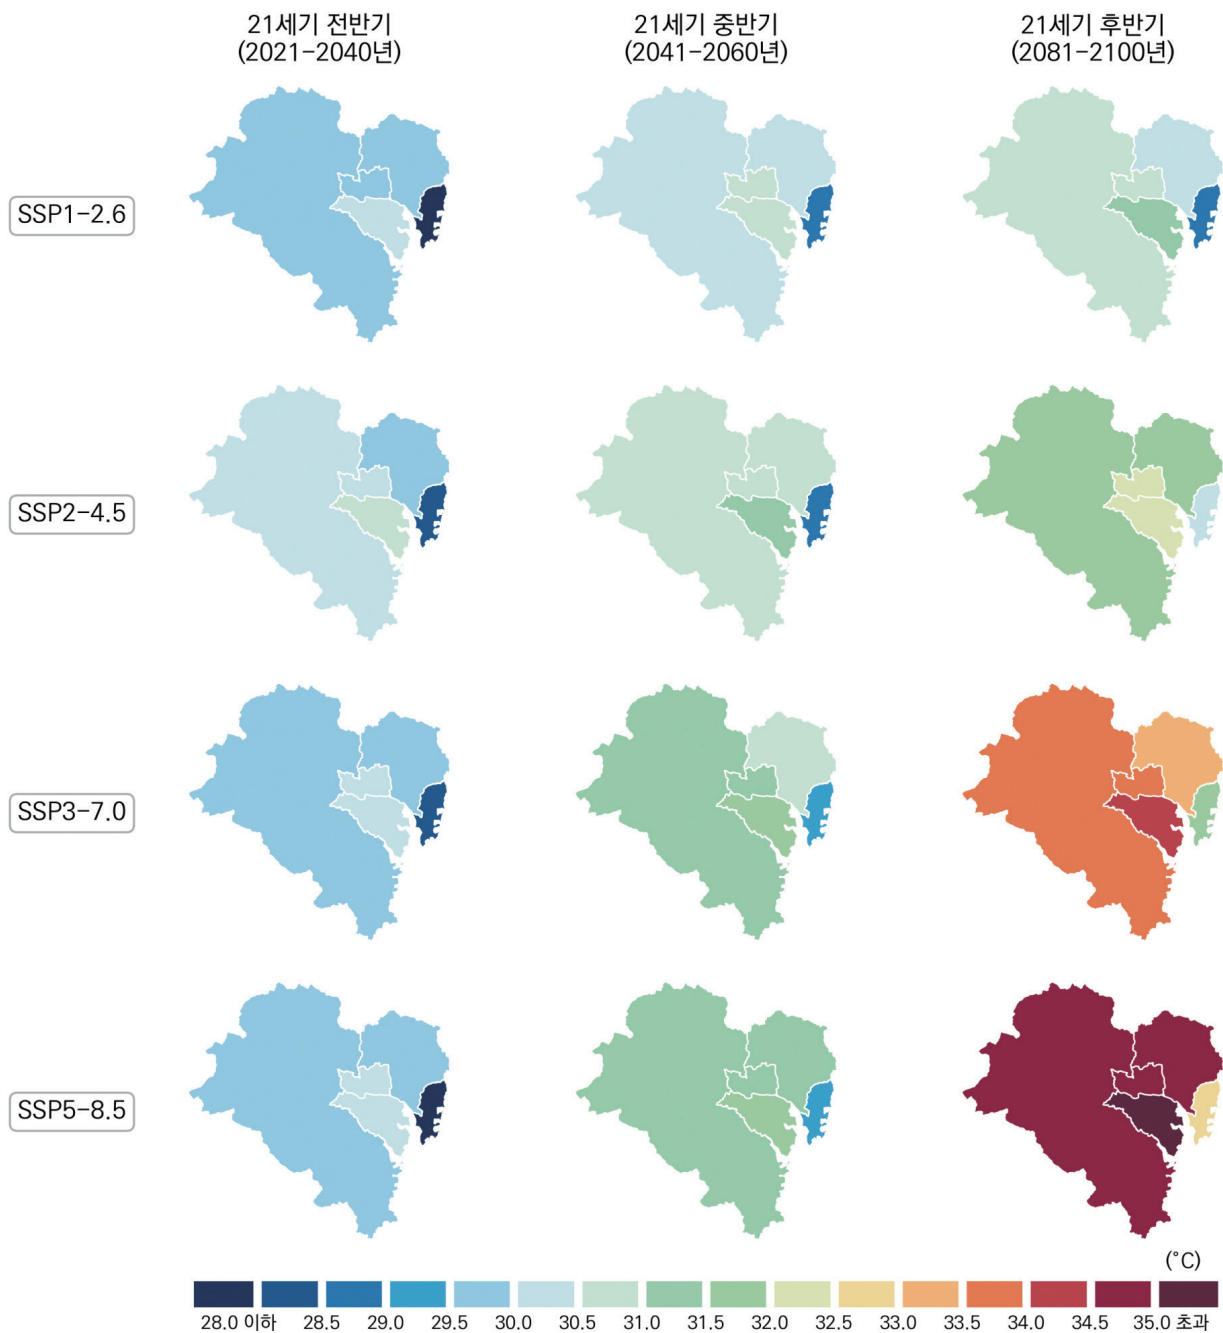 21세기 전반기
(2021-2040년)
21세기 중반기
(2041-2060년)
21세기 후반기
(2081-2100년)
SSP1-2.6
SSP2-4.5
SSP3-7.0
SSP5-8.5
(°C)
28.0 이하 28.5 29.0 29.5 30.0 30.5 31.0 31.5 32.0 32.5 33.0 33.5 34.0 34.5 35.0 초과